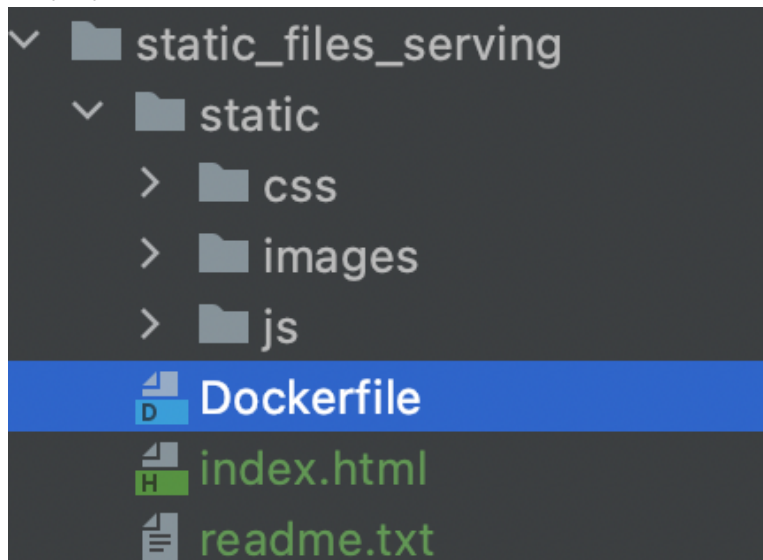 static_files_serving
static
css
images
js
D Dockerfile
H index.html
readme.txt